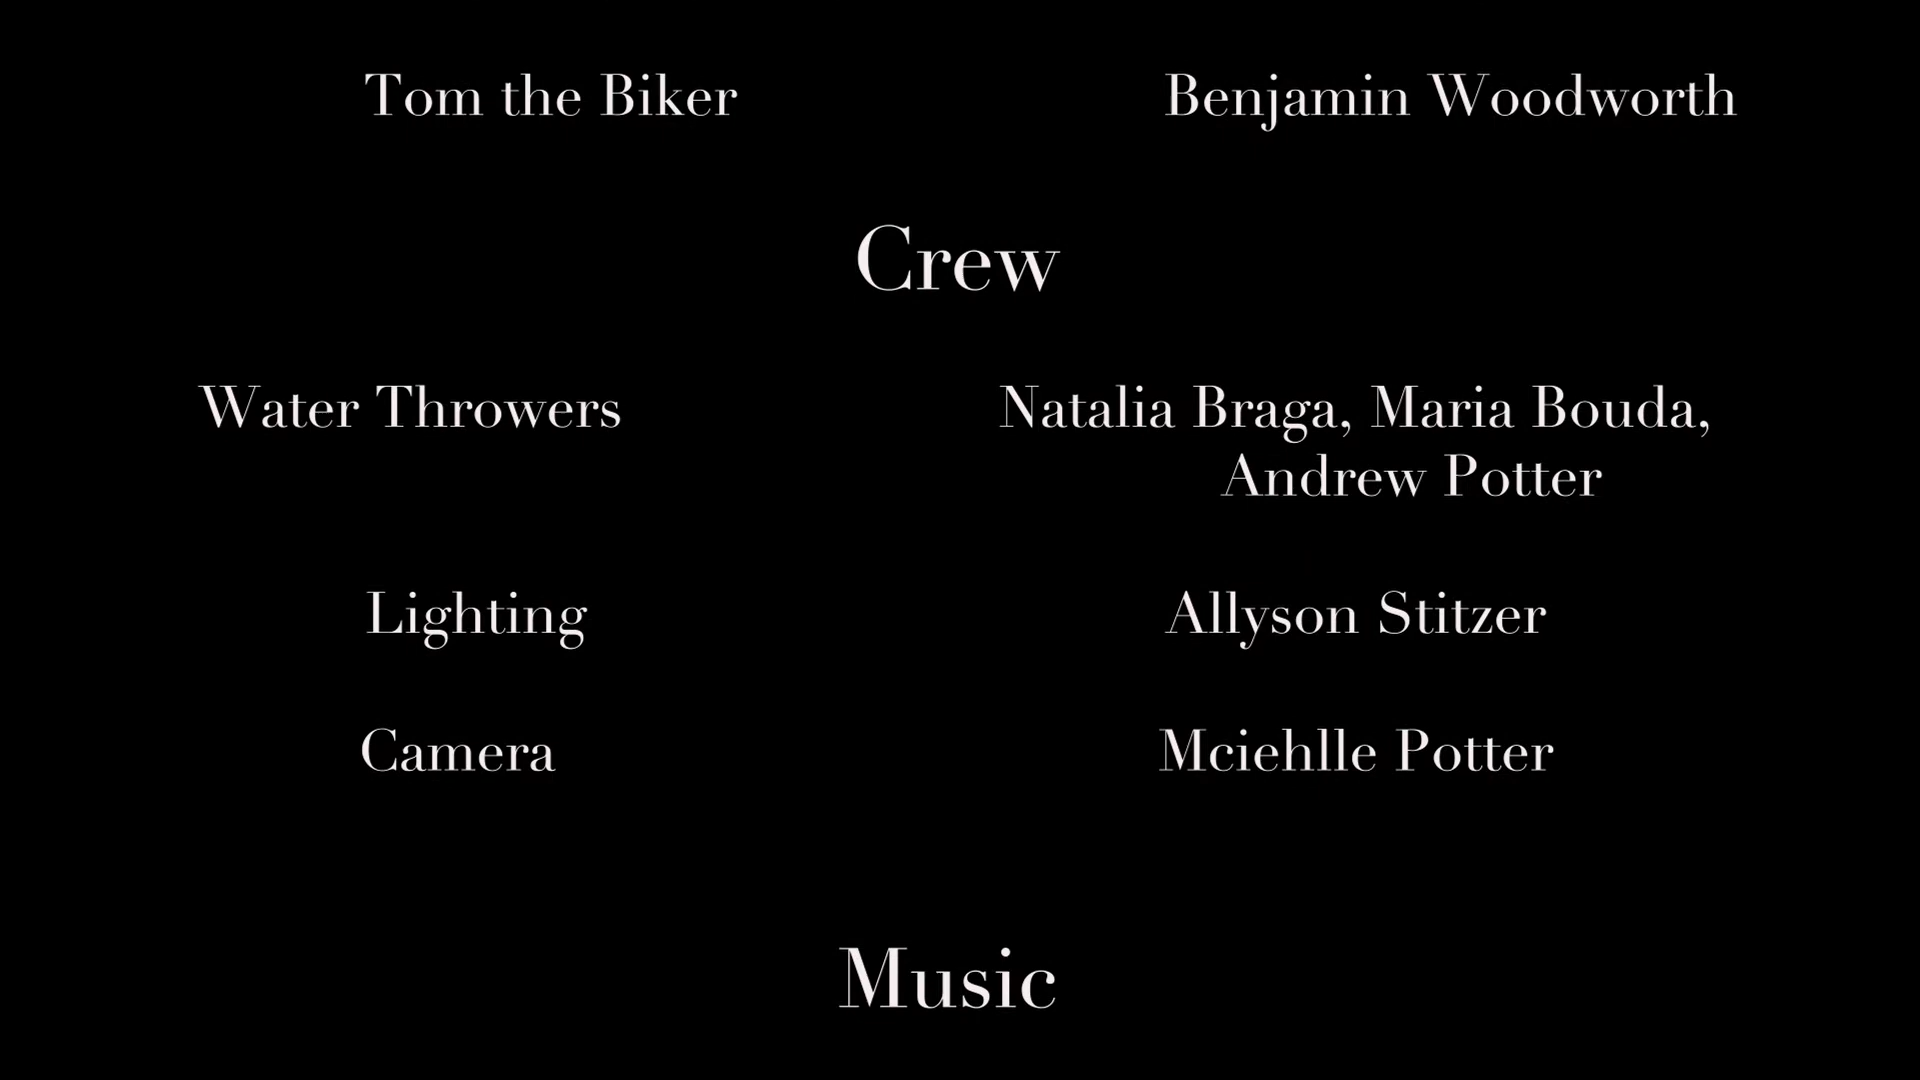 Tom the Biker Benjamin Woodworth
Crew
Water Throwers Natalia Braga, Maria Bouda,
Andrew Potter
Lighting Allyson Stitzer
Camera Mciehlle Potter
Music